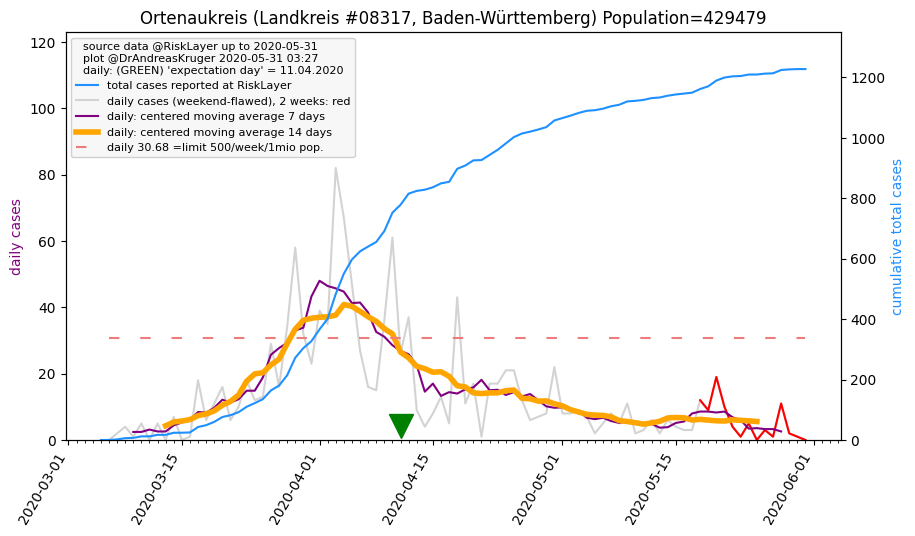 Ortenaukreis (Landkreis #08317, Baden-Württemberg) Population=429479
source data @RiskLayer up to 2020-05-31
plot @DrAndreasKruger 2020-05-31 03:27
daily: (GREEN) 'expectation day' = 11.04.2020
total cases reported at RiskLayer
daily cases (weekend-flawed), 2 weeks: red
daily: centered moving average 7 days
daily: centered moving average 14 days
daily 30.68 =limit 500/week/1mio pop.
daily cases
120
100
80
60
40
20
0
cumulative total cases
1200
1000
800
600
400
200
0
2020-03-01
2020-03-15
2020-04-01
2020-04-15
2020-05-01
2020-05-15
2020-06-01